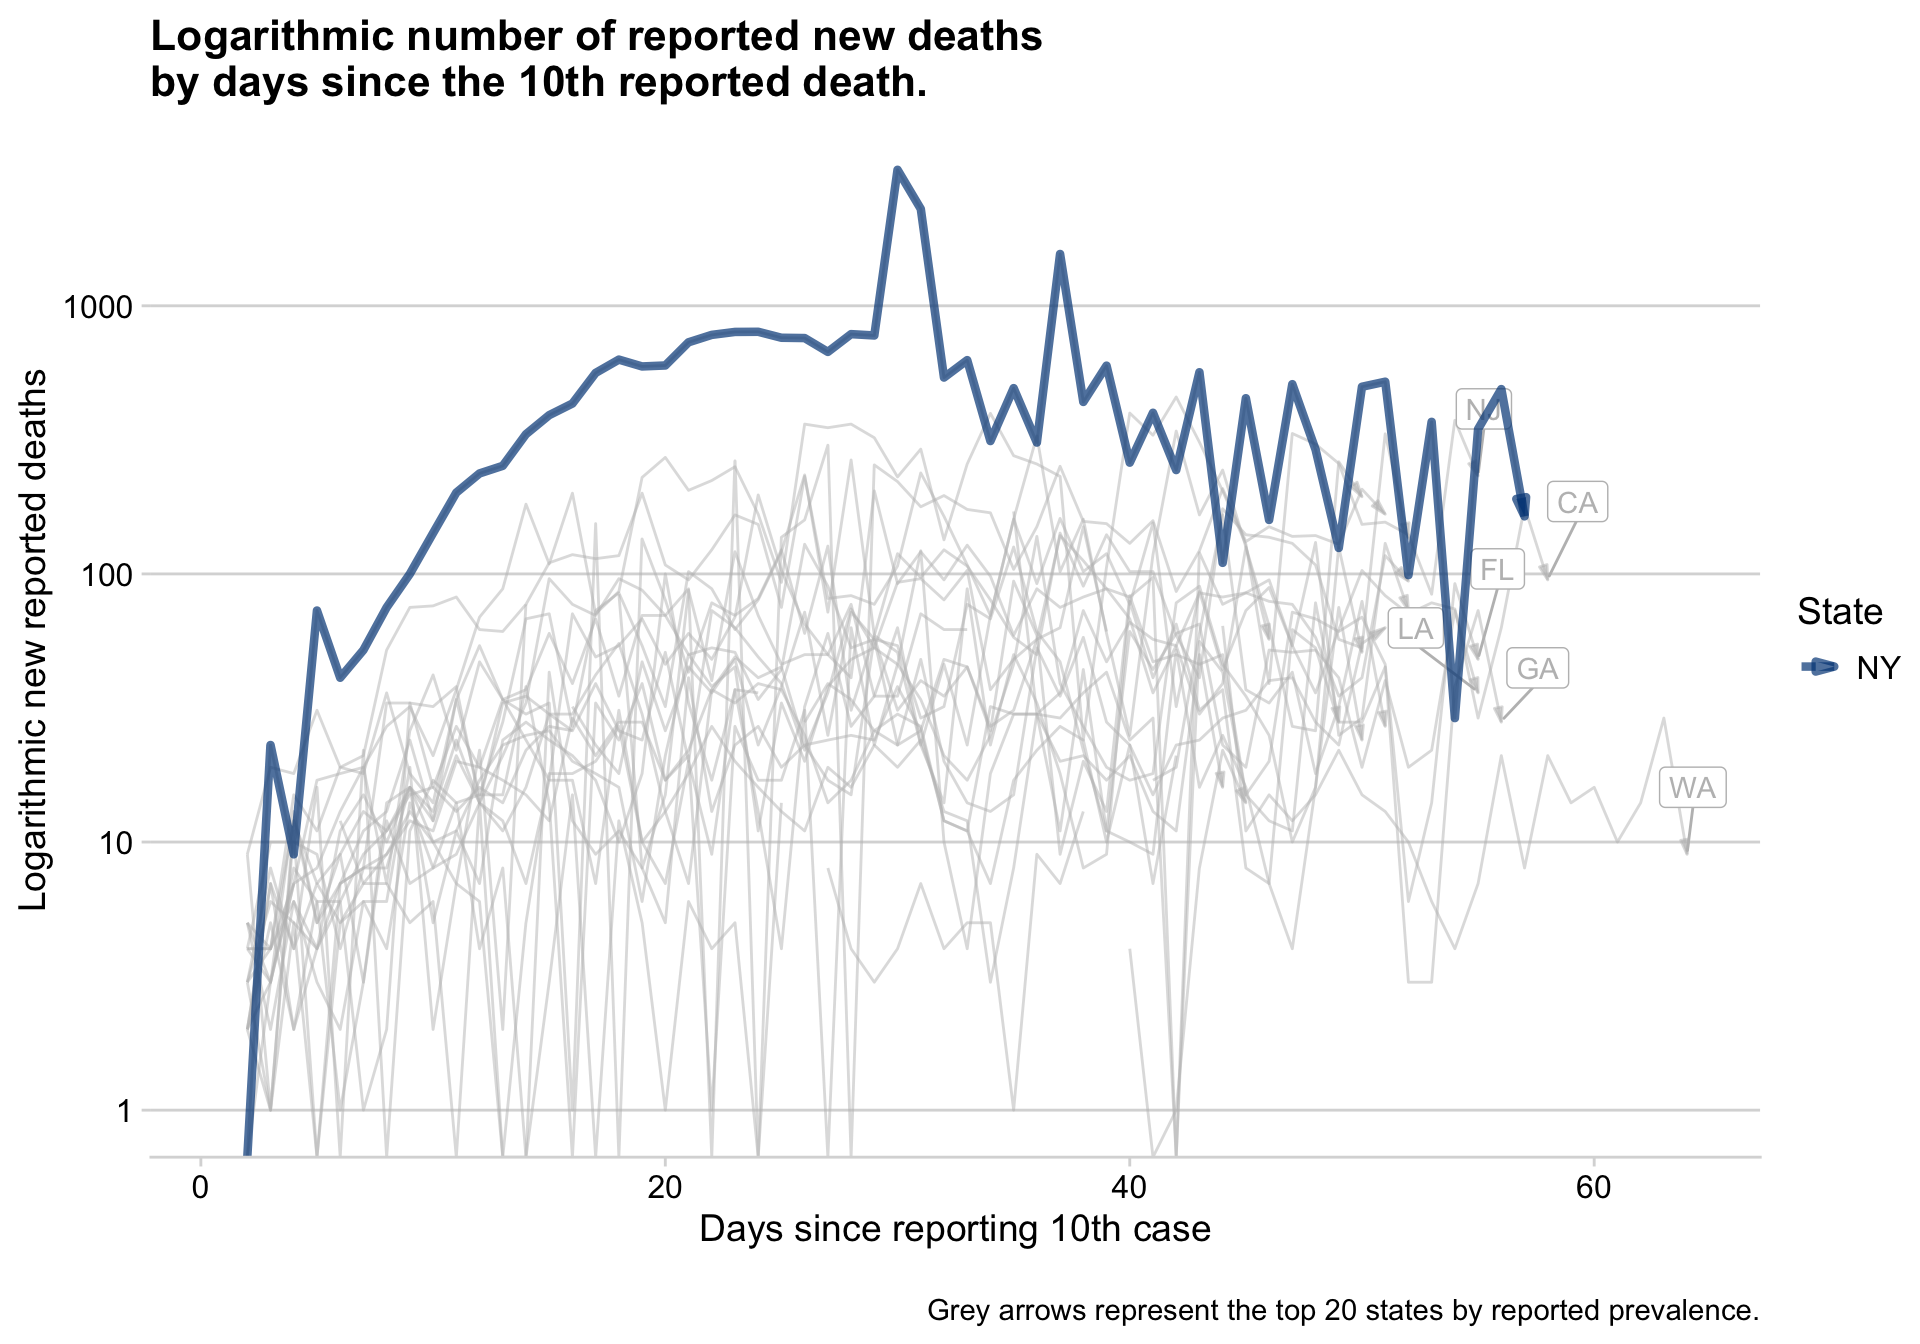 Logarithmic number of reported new deaths
by days since the 10th reported death.
Logarithmic new reported deaths
1000
100
10
1
NJ
CA
FL
LA
GA
WA
State
NY
0 20 40 60
Days since reporting 10th case
Grey arrows represent the top 20 states by reported prevalence.